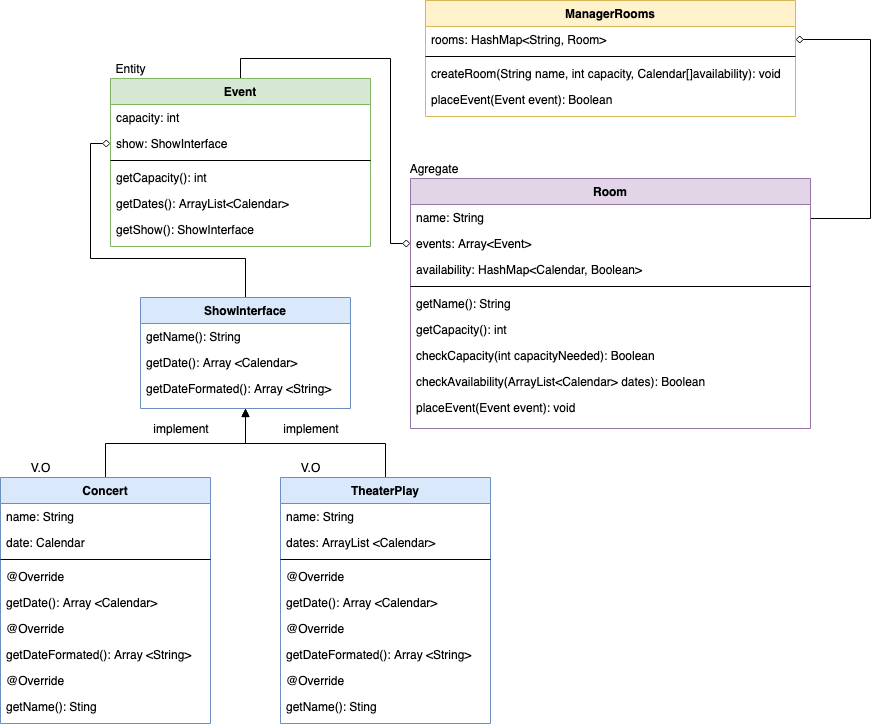 ManagerRooms
rooms: HashMap<String, Room>
createRoom(String name, int capacity, Calendar[]availability): void
placeEvent(Event event): Boolean
Entity
Event
capacity: int
show: ShowInterface
getCapacity(): int
getDates(): ArrayList<Calendar>
getShow(): ShowInterface
Agregate
Room
name: String
events: Array<Event>
availability: HashMap<Calendar, Boolean>
getName(): String
getCapacity(): int
checkCapacity(int capacityNeeded): Boolean
checkAvailability(ArrayList<Calendar> dates): Boolean
placeEvent(Event event): void
ShowInterface
getName(): String
getDate(): Array <Calendar>
getDateFormated(): Array <String>
implement
implement
V.O
Concert
name: String
date: Calendar
@Override
getDate(): Array <Calendar>
@Override
getDateFormated(): Array <String>
@Override
getName(): Sting
V.O
TheaterPlay
name: String
dates: ArrayList <Calendar>
@Override
getDate(): Array <Calendar>
@Override
getDateFormated(): Array <String>
@Override
getName(): Sting